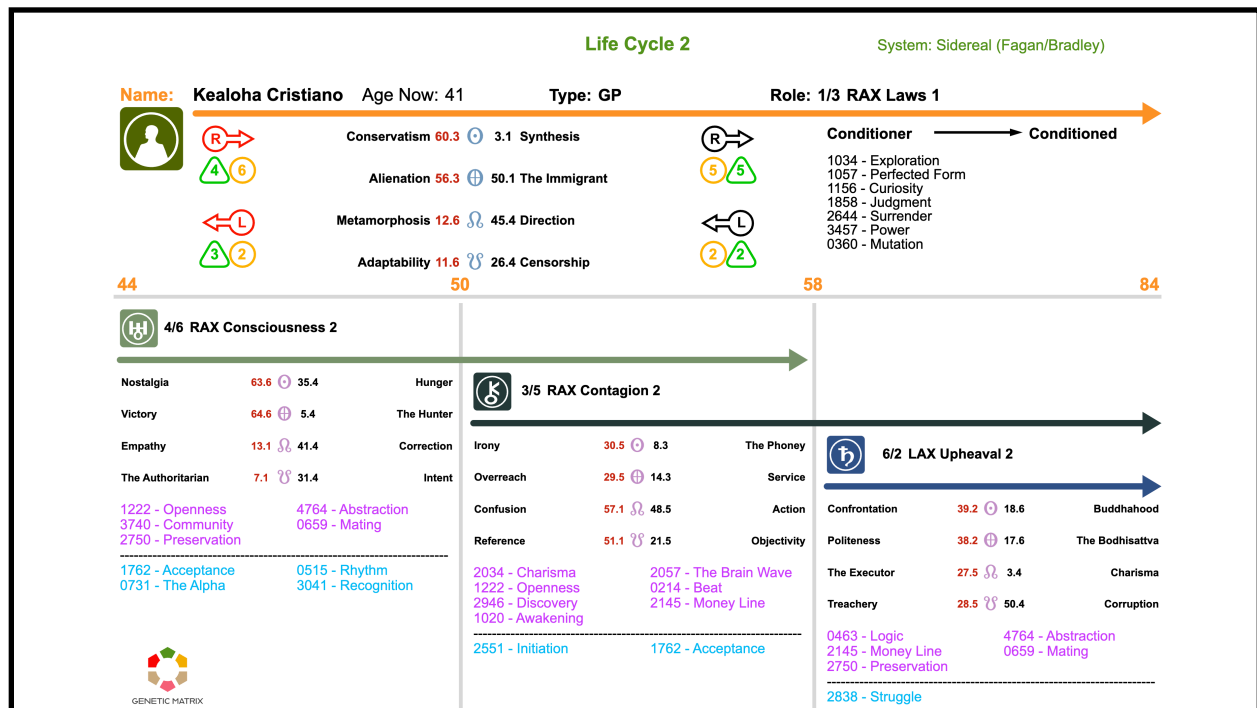 Life Cycle 2
System: Sidereal (Fagan/Bradley)
Name: Kealoha Cristiano Age Now: 41 Type: GP Role: 1/3 RAX Laws 1
R
4 6
Conservatism 60.3 3.1 Synthesis
Alienation 56.3 50.1 The Immigrant
L
3 2
Metamorphosis 12.6 45.4 Direction
Adaptability 11.6 26.4 Censorship
R
5 5
L
2 2
Conditioner Conditioned
1034 - Exploration
1057 - Perfected Form
1156 - Curiosity
1858 - Judgment
2644 - Surrender
3457 - Power
0360 - Mutation
44 50 58 84
4/6 RAX Consciousness 2
Nostalgia 63.6 35.4 Hunger
Victory 64.6 5.4 The Hunter
Empathy 13.1 41.4 Correction
The Authoritarian 7.1 31.4 Intent
1222 - Openness 4764 - Abstraction
3740 - Community 0659 - Mating
2750 - Preservation
1762 - Acceptance 0515 - Rhythm
0731 - The Alpha 3041 - Recognition
3/5 RAX Contagion 2
Irony 30.5 8.3 The Phoney
Overreach 29.5 14.3 Service
Confusion 57.1 48.5 Action
Reference 51.1 21.5 Objectivity
2034 - Charisma 2057 - The Brain Wave
1222 - Openness 0214 - Beat
2946 - Discovery 2145 - Money Line
1020 - Awakening
2551 - Initiation 1762 - Acceptance
6/2 LAX Upheaval 2
Confrontation 39.2 18.6 Buddhahood
Politeness 38.2 17.6 The Bodhisattva
The Executor 27.5 3.4 Charisma
Treachery 28.5 50.4 Corruption
0463 - Logic 4764 - Abstraction
2145 - Money Line 0659 - Mating
2750 - Preservation
2838 - Struggle
GENETIC MATRIX